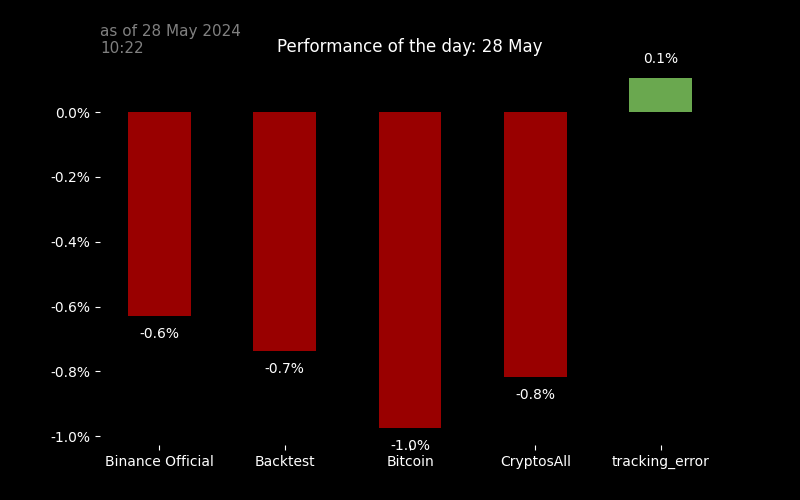 as of 28 May 2024
10:22
Performance of the day: 28 May
0.1%
0.0%
-0.2%
-0.4%
-0.6%
-0.8%
-1.0%
-0.6%
-0.7%
-1.0%
-0.8%
Binance Official
Backtest
Bitcoin
CryptosAll
tracking_error